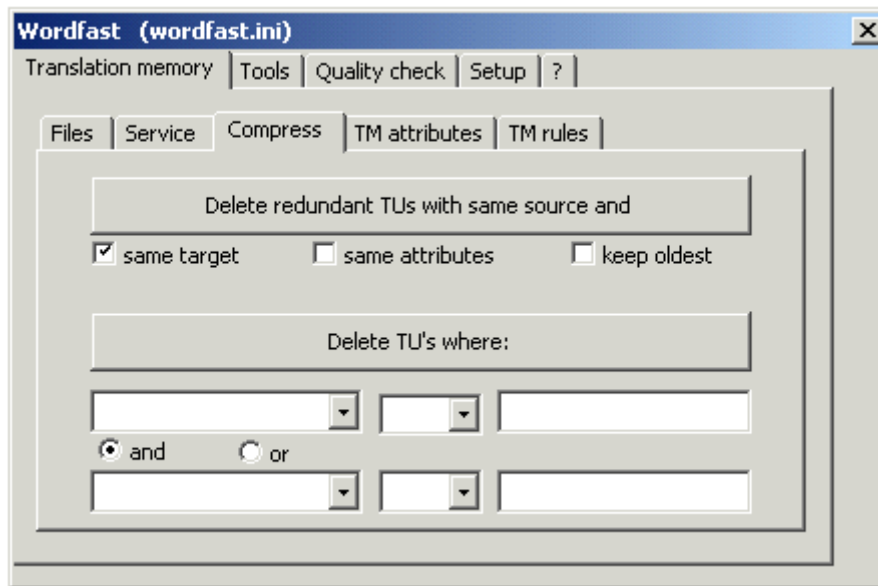 Wordfast (wordfast.ini)
Translation memory Tools Quality check Setup ?
Files Service Compress TM attributes TM rules
Delete redundant TUs with same source and
same target same attributes keep oldest
Delete TU's where:
and or